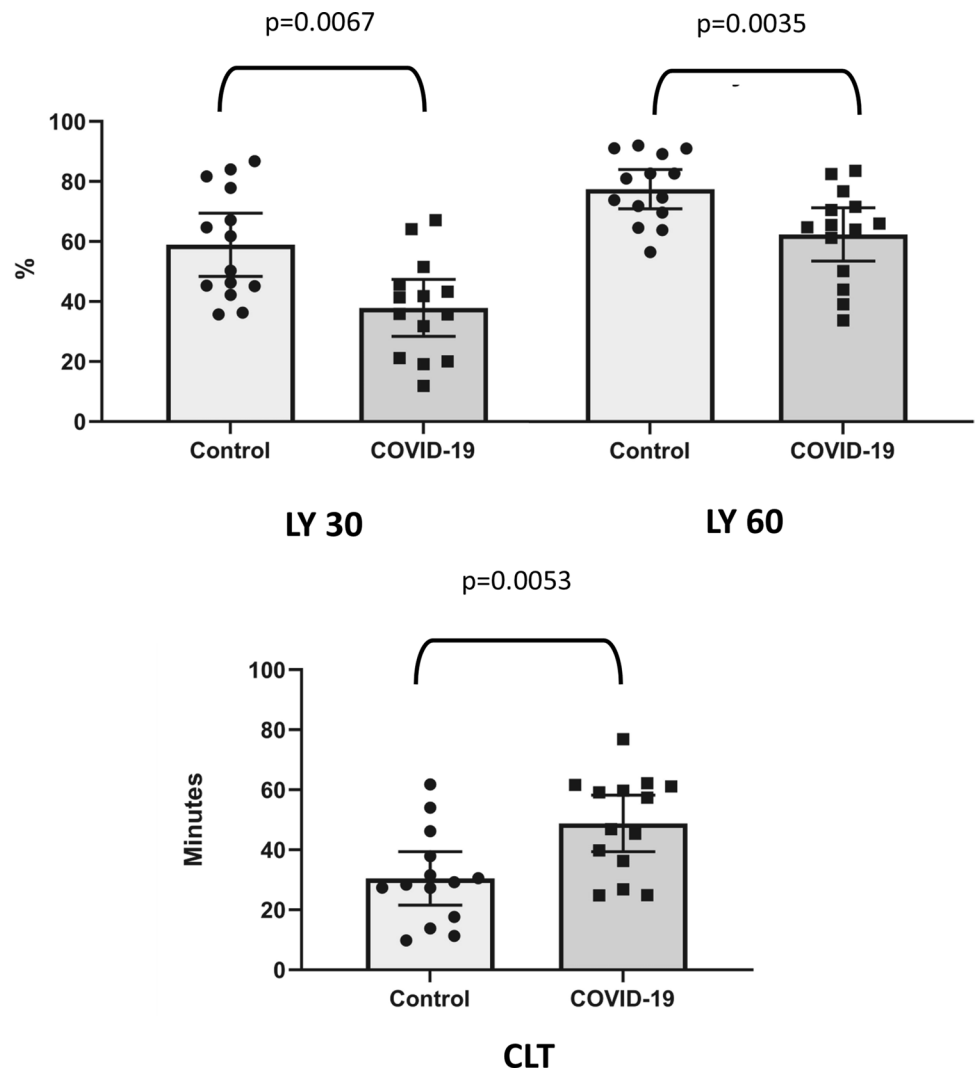 p=0.0067
p=0.0035
100
80
60
40
20
0
%
Control
COVID-19
Control
COVID-19
LY 30
LY 60
p=0.0053
100
80
60
40
20
0
Minutes
Control
COVID-19
CLT